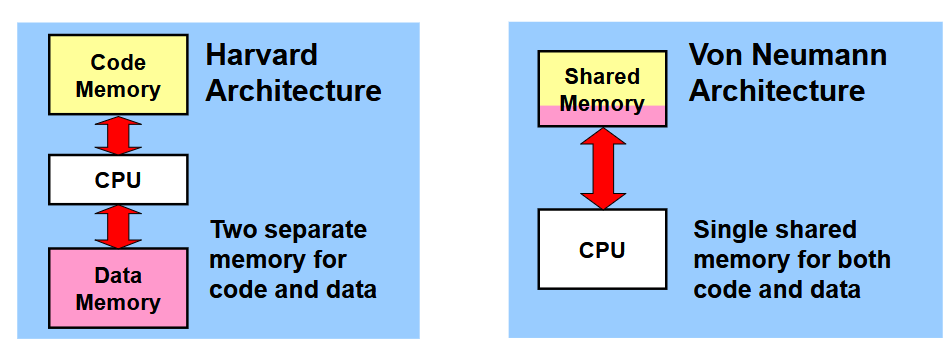 Code
Memory
Harvard
Architecture
CPU
Two separate
memory for
code and data
Data
Memory
Shared
Memory
Von Neumann
Architecture
CPU
Single shared
memory for both
code and data